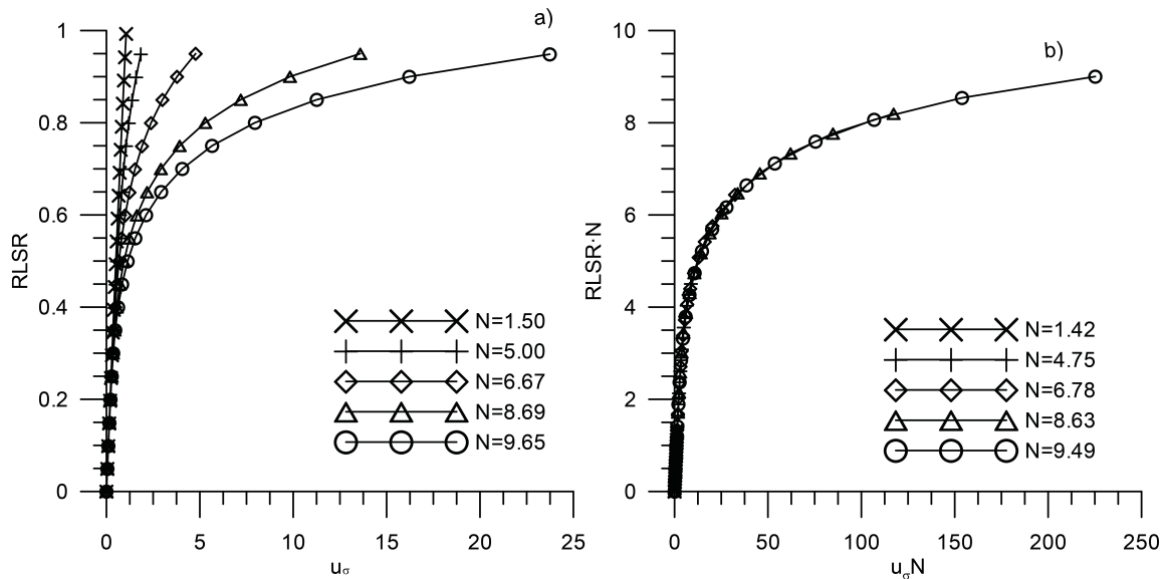 a)
1
0.8
0.6
0.4
0.2
0
RLSR
N=1.50
N=5.00
N=6.67
N=8.69
N=9.65
0 5 10 15 20 25
uσ
b)
10
8
6
4
2
0
RLSR·N
N=1.42
N=4.75
N=6.78
N=8.63
N=9.49
0 50 100 150 200 250
uσN